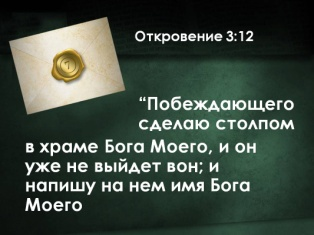 Откровение 3:12
“Побеждающего
сделаю столпом
в храме Бога Моего, и он
уже не выйдет вон; и
напишу на нем имя Бога
Моего